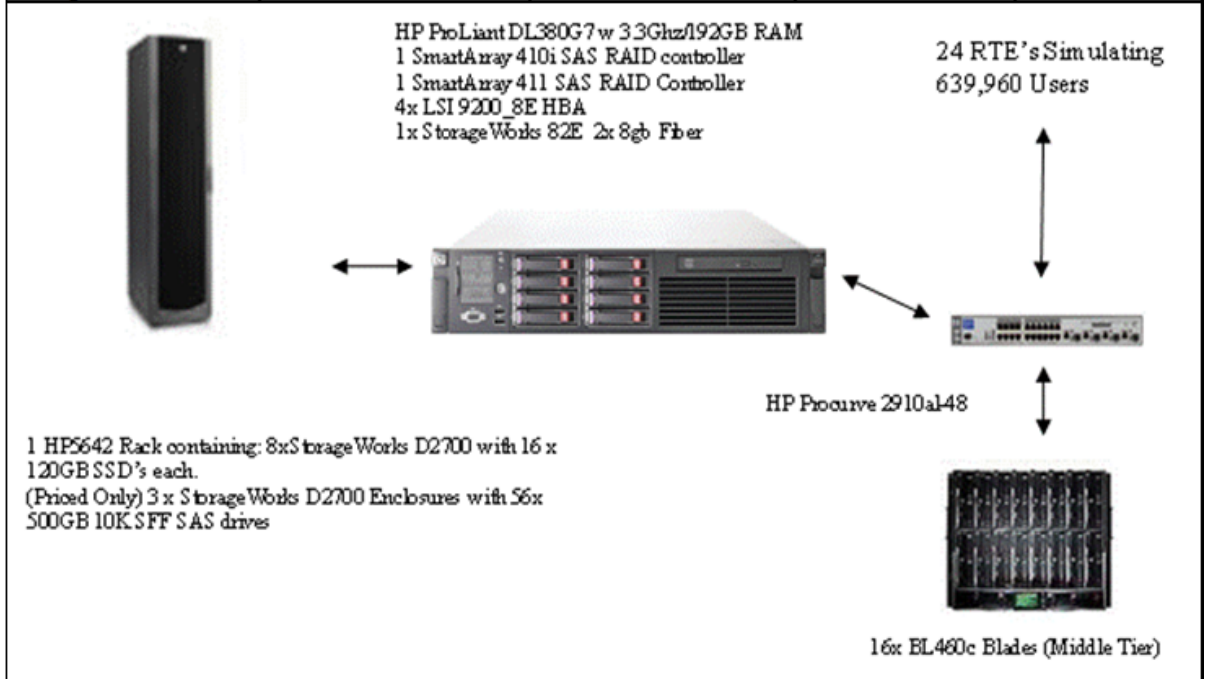 HP ProLiant DL380G7 w 3.3Ghz/192GB RAM
1 SmartArray 410i SAS RAID controller
1 SmartArray 411 SAS RAID Controller
4x LSI 9200_8E HBA
1x StorageWorks 82E 2x 8gb Fiber
24 RTE's Simulating
639,960 Users
HP Procurve 2910al-48
1 HP5642 Rack containing: 8xStorageWorks D2700 with 16 x
120GB SSD's each.
(Priced Only) 3 x StorageWorks D2700 Enclosures with 56x
500GB 10K SFF SAS drives
16x BL460c Blades (Middle Tier)